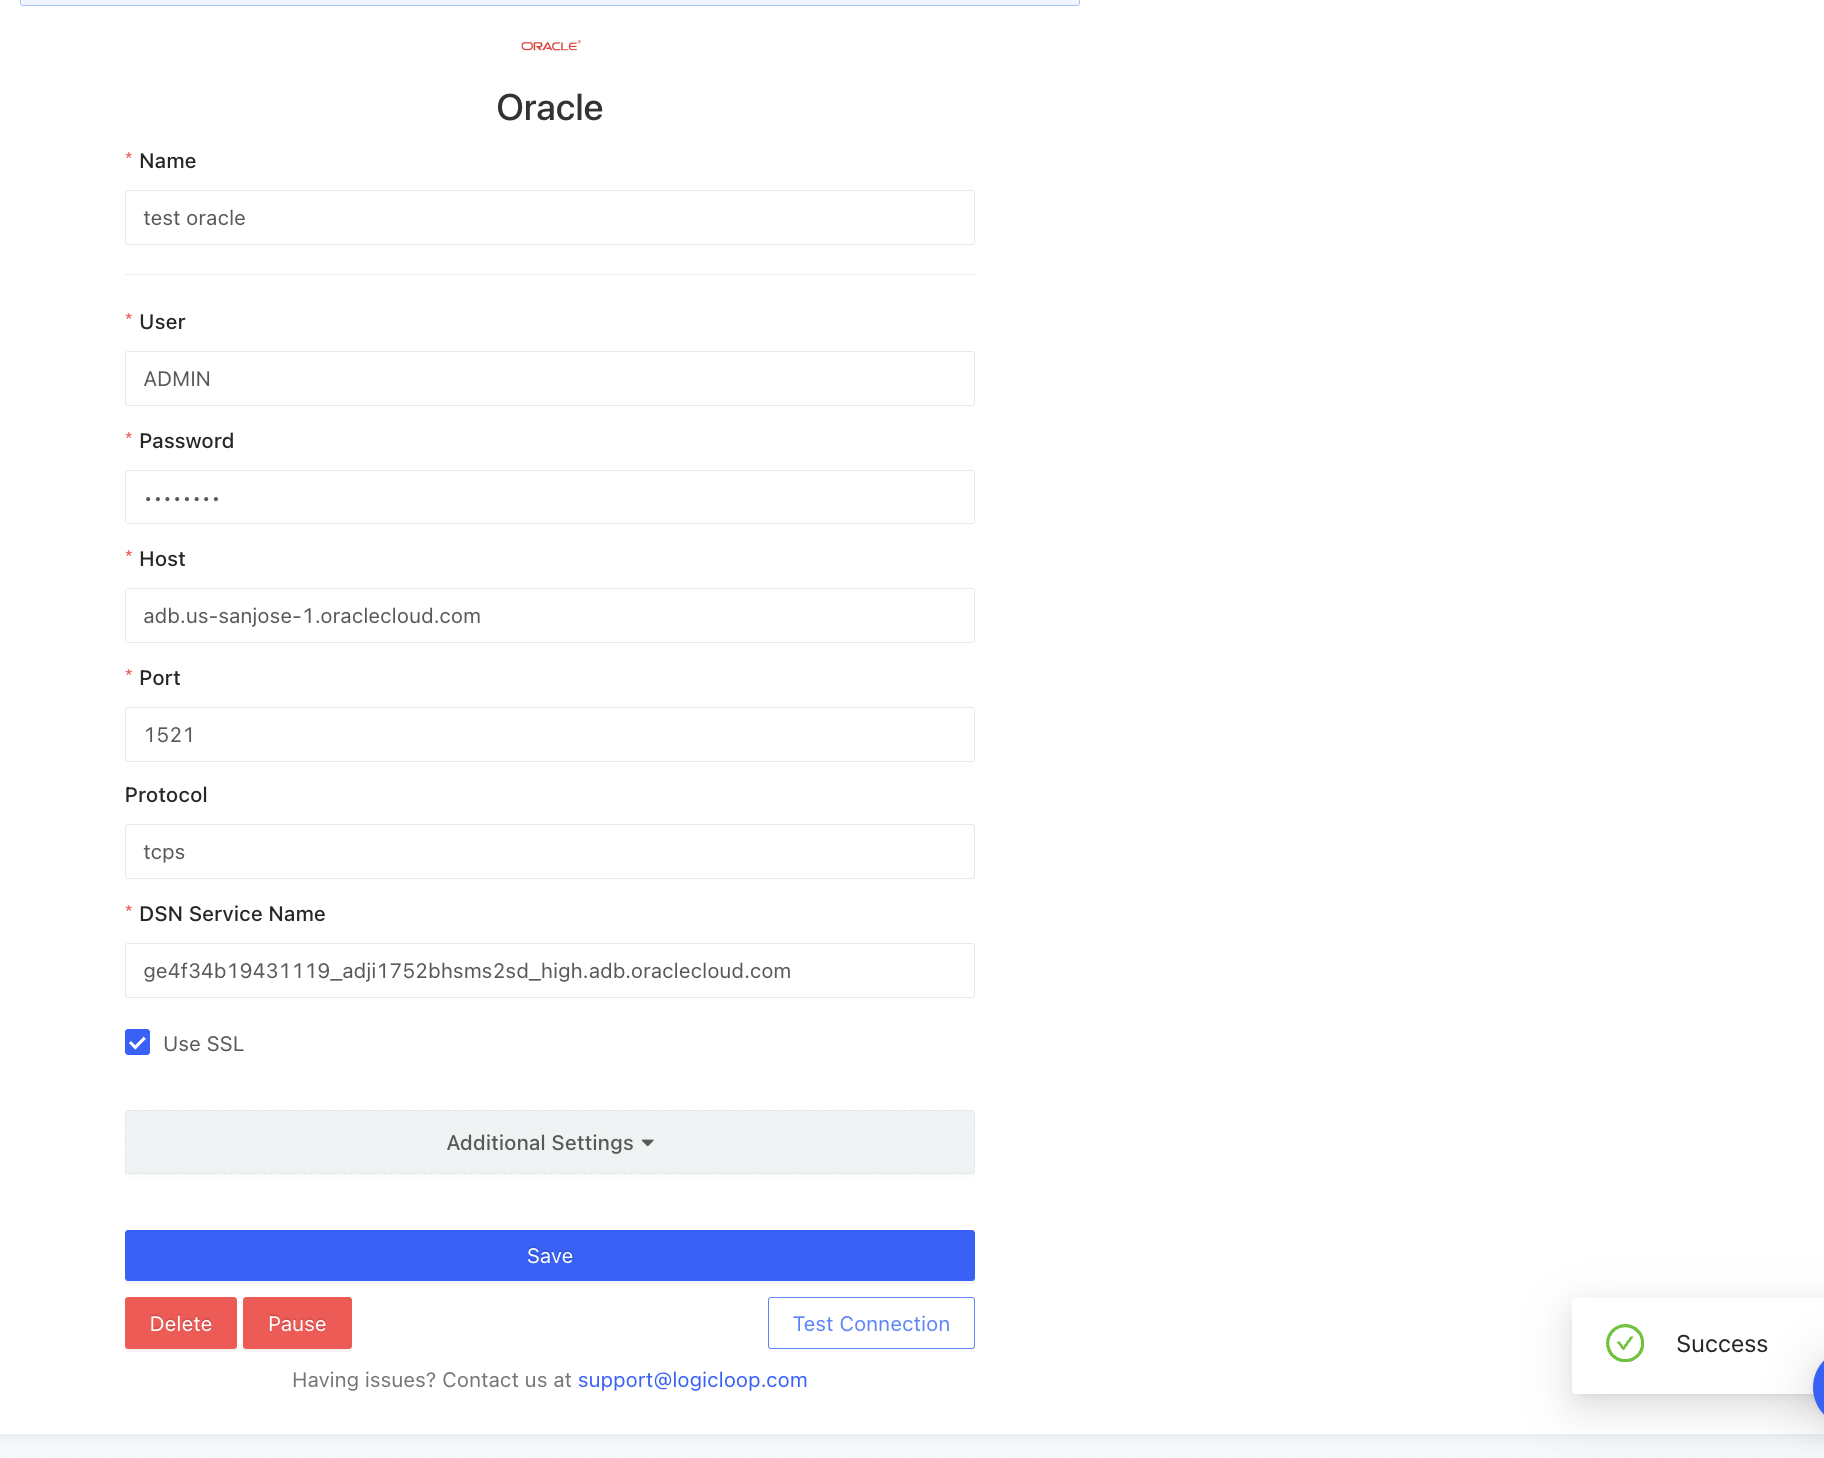 ORACLE
Oracle
* Name
test oracle
* User
ADMIN
* Password
••••••••
* Host
adb.us-sanjose-1.oraclecloud.com
* Port
1521
Protocol
tcps
* DSN Service Name
ge4f34b19431119_adji1752bhsms2sd_high.adb.oraclecloud.com
Use SSL
Additional Settings
Save
Delete Pause Test Connection
Success
Having issues? Contact us at support@logicloop.com